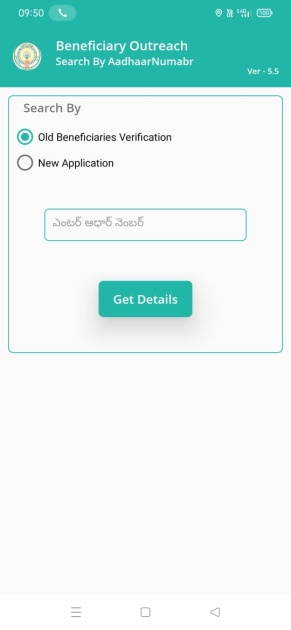 09:50
100
Beneficiary Outreach
Search By AadhaarNumabr
Ver - 5.5
Search By
Old Beneficiaries Verification
New Application
ఎంటర్ ఆధార్ నెంబర్
Get Details